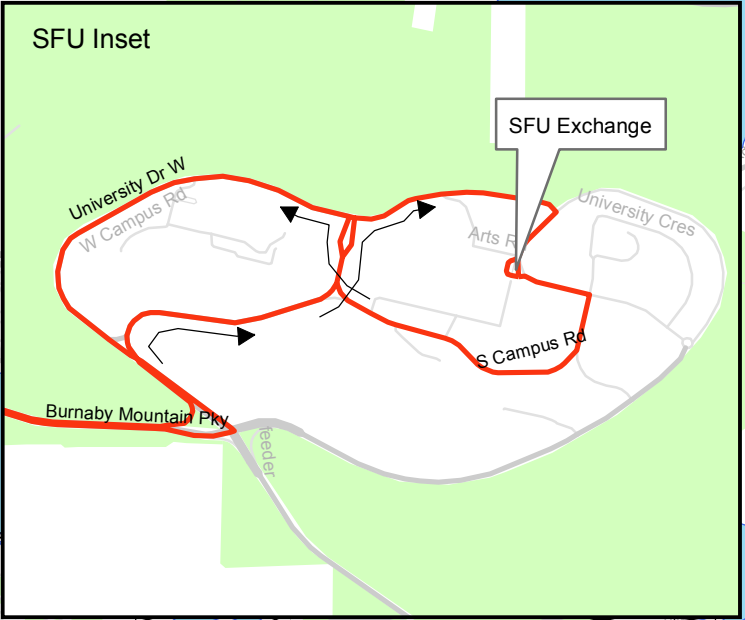 SFU Inset
SFU Exchange
University Dr W
W Campus Rd
University Cres
Arts R
S Campus Rd
Burnaby Mountain Pky
feeder